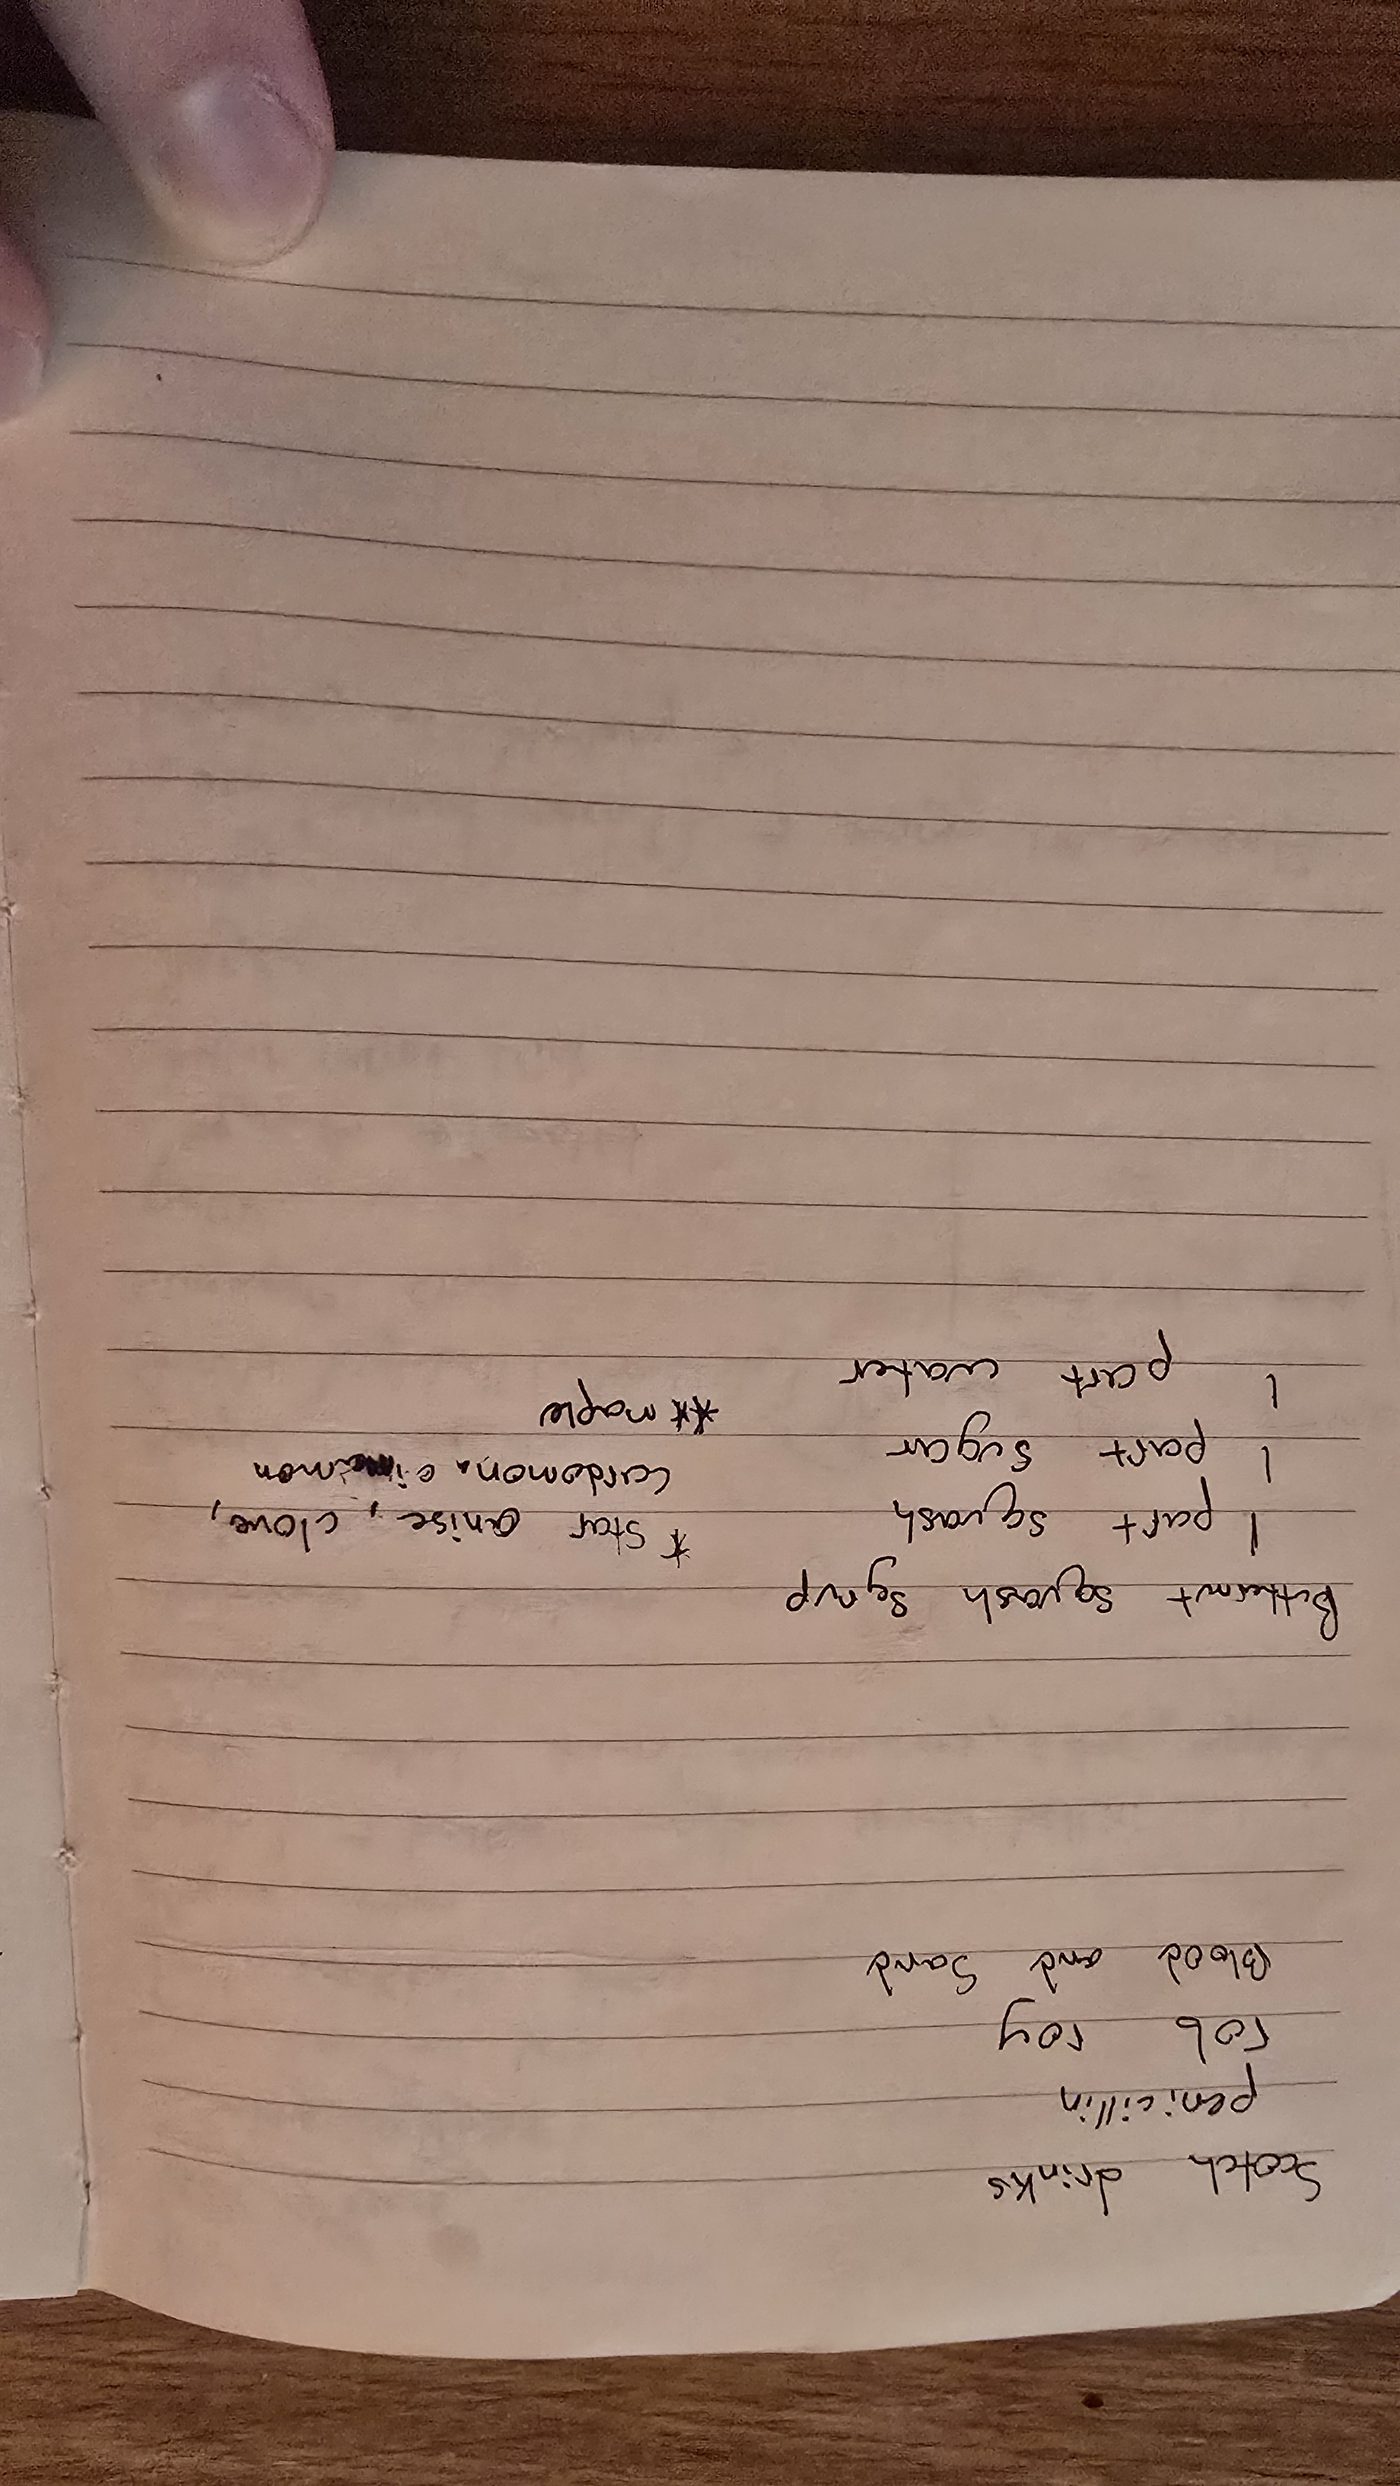 Scotch drinks
penicillin
rob roy
Blood and Sand
Butternut squash syrup
1 part squash
* Star anise, clove,
1 part sugar
cardomon, cinnamon
1 part water
** maple